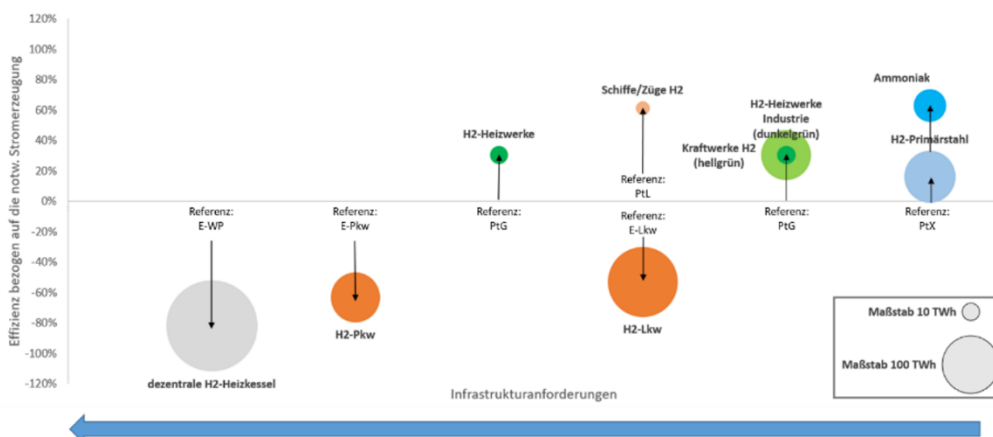 120%
100%
80%
60%
40%
20%
0%
-20%
-40%
-60%
-80%
-100%
-120%
Effizienz bezogen auf die notw. Stromerzeugung
Referenz:
E-WP
dezentrale H2-Heizkessel
Referenz:
E-Pkw
H2-Pkw
H2-Heizwerke
Referenz:
PtG
Schiffe/Züge H2
Referenz:
PtL
Referenz:
E-Lkw
H2-Lkw
H2-Heizwerke
Industrie
(dunkelgrün)
Kraftwerke H2
(hellgrün)
Referenz:
PtG
Ammoniak
H2-Primärstahl
Referenz:
PtX
Maßstab 10 TWh
Maßstab 100 TWh
Infrastrukturanforderungen